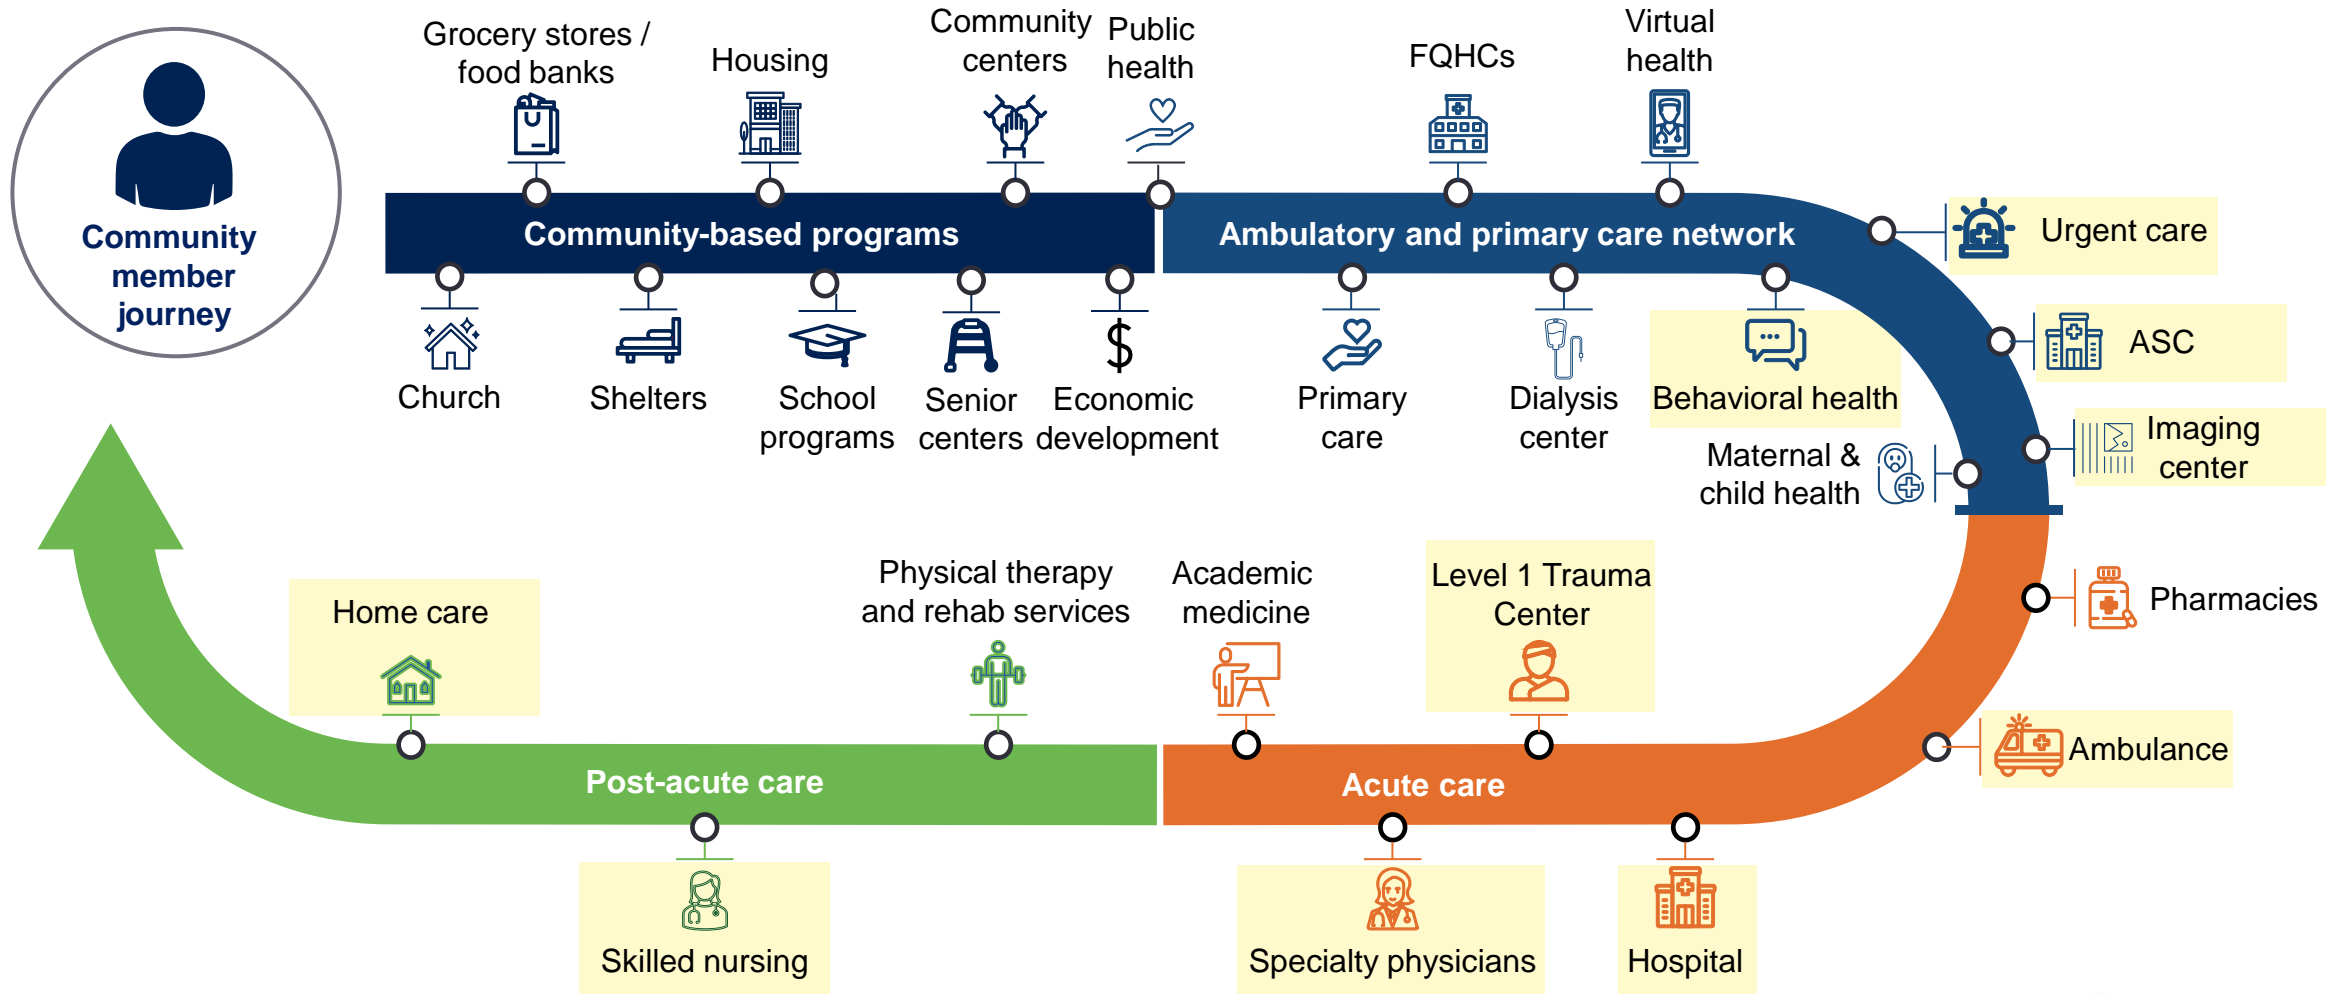 Community
member
journey
Grocery stores /
food banks
Housing
Community
centers
Public
health
FQHCs
Virtual
health
Community-based programs
Ambulatory and primary care network
Urgent care
ASC
Imaging
center
Church
Shelters
School
programs
Senior
centers
$
Economic
development
Primary
care
Dialysis
center
Behavioral health
Maternal &
child health
Pharmacies
Ambulance
Home care
Physical therapy
and rehab services
Academic
medicine
Level 1 Trauma
Center
Post-acute care
Acute care
Skilled nursing
Specialty physicians
Hospital